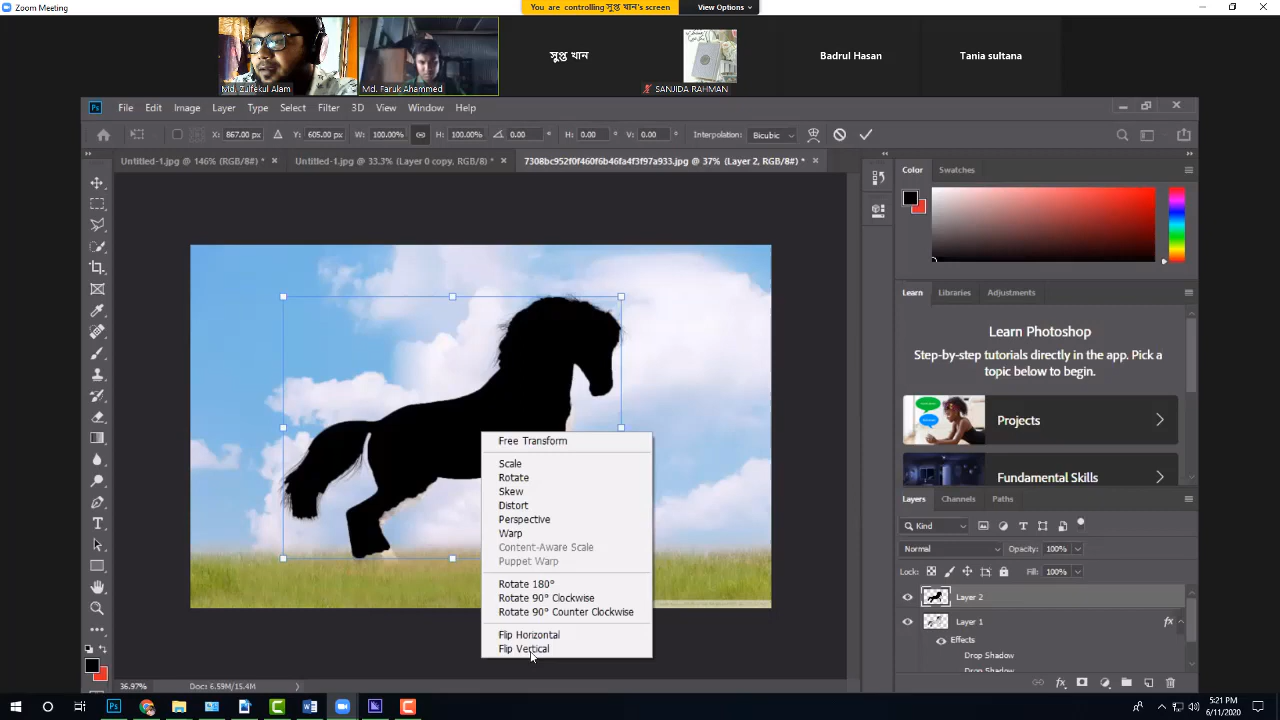 Zoom Meeting
You are controlling সুপ্ত খান's screen
View Options
Md. Zulfekul Alam
Md. Faruk Ahammed
সুপ্ত খান
SANJIDA RAHMAN
Badrul Hasan
Tania sultana
Ps File Edit Image Layer Type Select Filter 3D View Window Help
X: 867.00 px Y: 605.00 px W: 100.00% H: 100.00% 0.00 ° H: 0.00 ° V: 0.00 ° Interpolation: Bicubic
Untitled-1.jpg @ 146% (RGB/8#) * Untitled-1.jpg @ 33.3% (Layer 0 copy, RGB/8) * 7308bc952f0f460f6b46fa4f3f97a933.jpg @ 37% (Layer 2, RGB/8#) *
Color Swatches
Learn Libraries Adjustments
Learn Photoshop
Step-by-step tutorials directly in the app. Pick a
topic below to begin.
Projects
Fundamental Skills
Free Transform
Scale
Rotate
Skew
Distort
Perspective
Warp
Content-Aware Scale
Puppet Warp
Rotate 180°
Rotate 90° Clockwise
Rotate 90° Counter Clockwise
Flip Horizontal
Flip Vertical
Layers Channels Paths
Kind
Normal Opacity: 100%
Lock: Fill: 100%
Layer 2
Layer 1 fx
Effects
Drop Shadow
Drop Shadow
36.97% Doc: 6.59M/15.4M
5:21 PM
6/11/2020